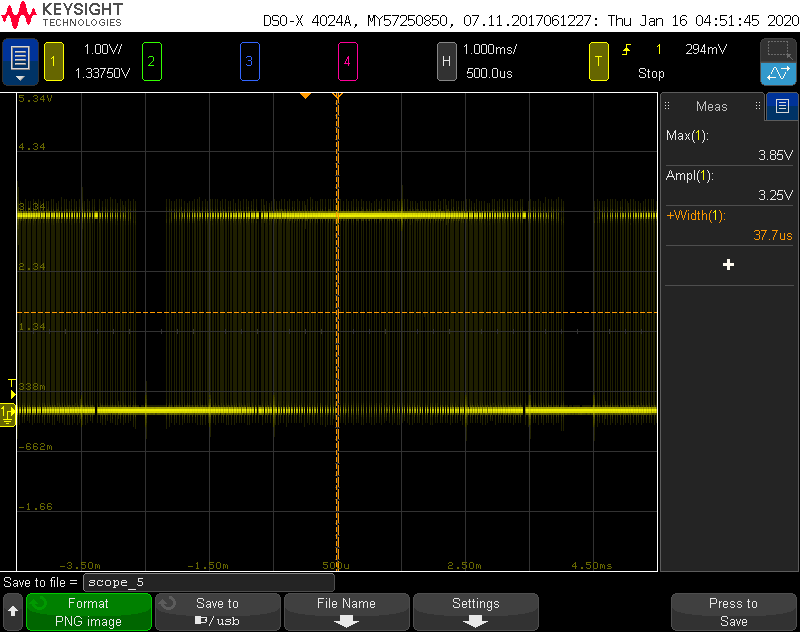 KEYSIGHT
TECHNOLOGIES
DSO-X 4024A, MY57250850, 07.11.2017061227: Thu Jan 16 04:51:45 2020
1
1.00V/
1.33750V
2
3
4
H
1.000ms/
500.0us
T
1
294mV
Stop
5.34V
4.34
3.34
2.34
1.34
338m
-662m
-1.66
T
1
-3.50m
-1.50m
500u
2.50m
4.50ms
Meas
Max(1):
3.85V
Ampl(1):
3.25V
+Width(1):
37.7us
+
Save to file = scope_5
Format
PNG image
Save to
/usb
File Name
Settings
Press to
Save